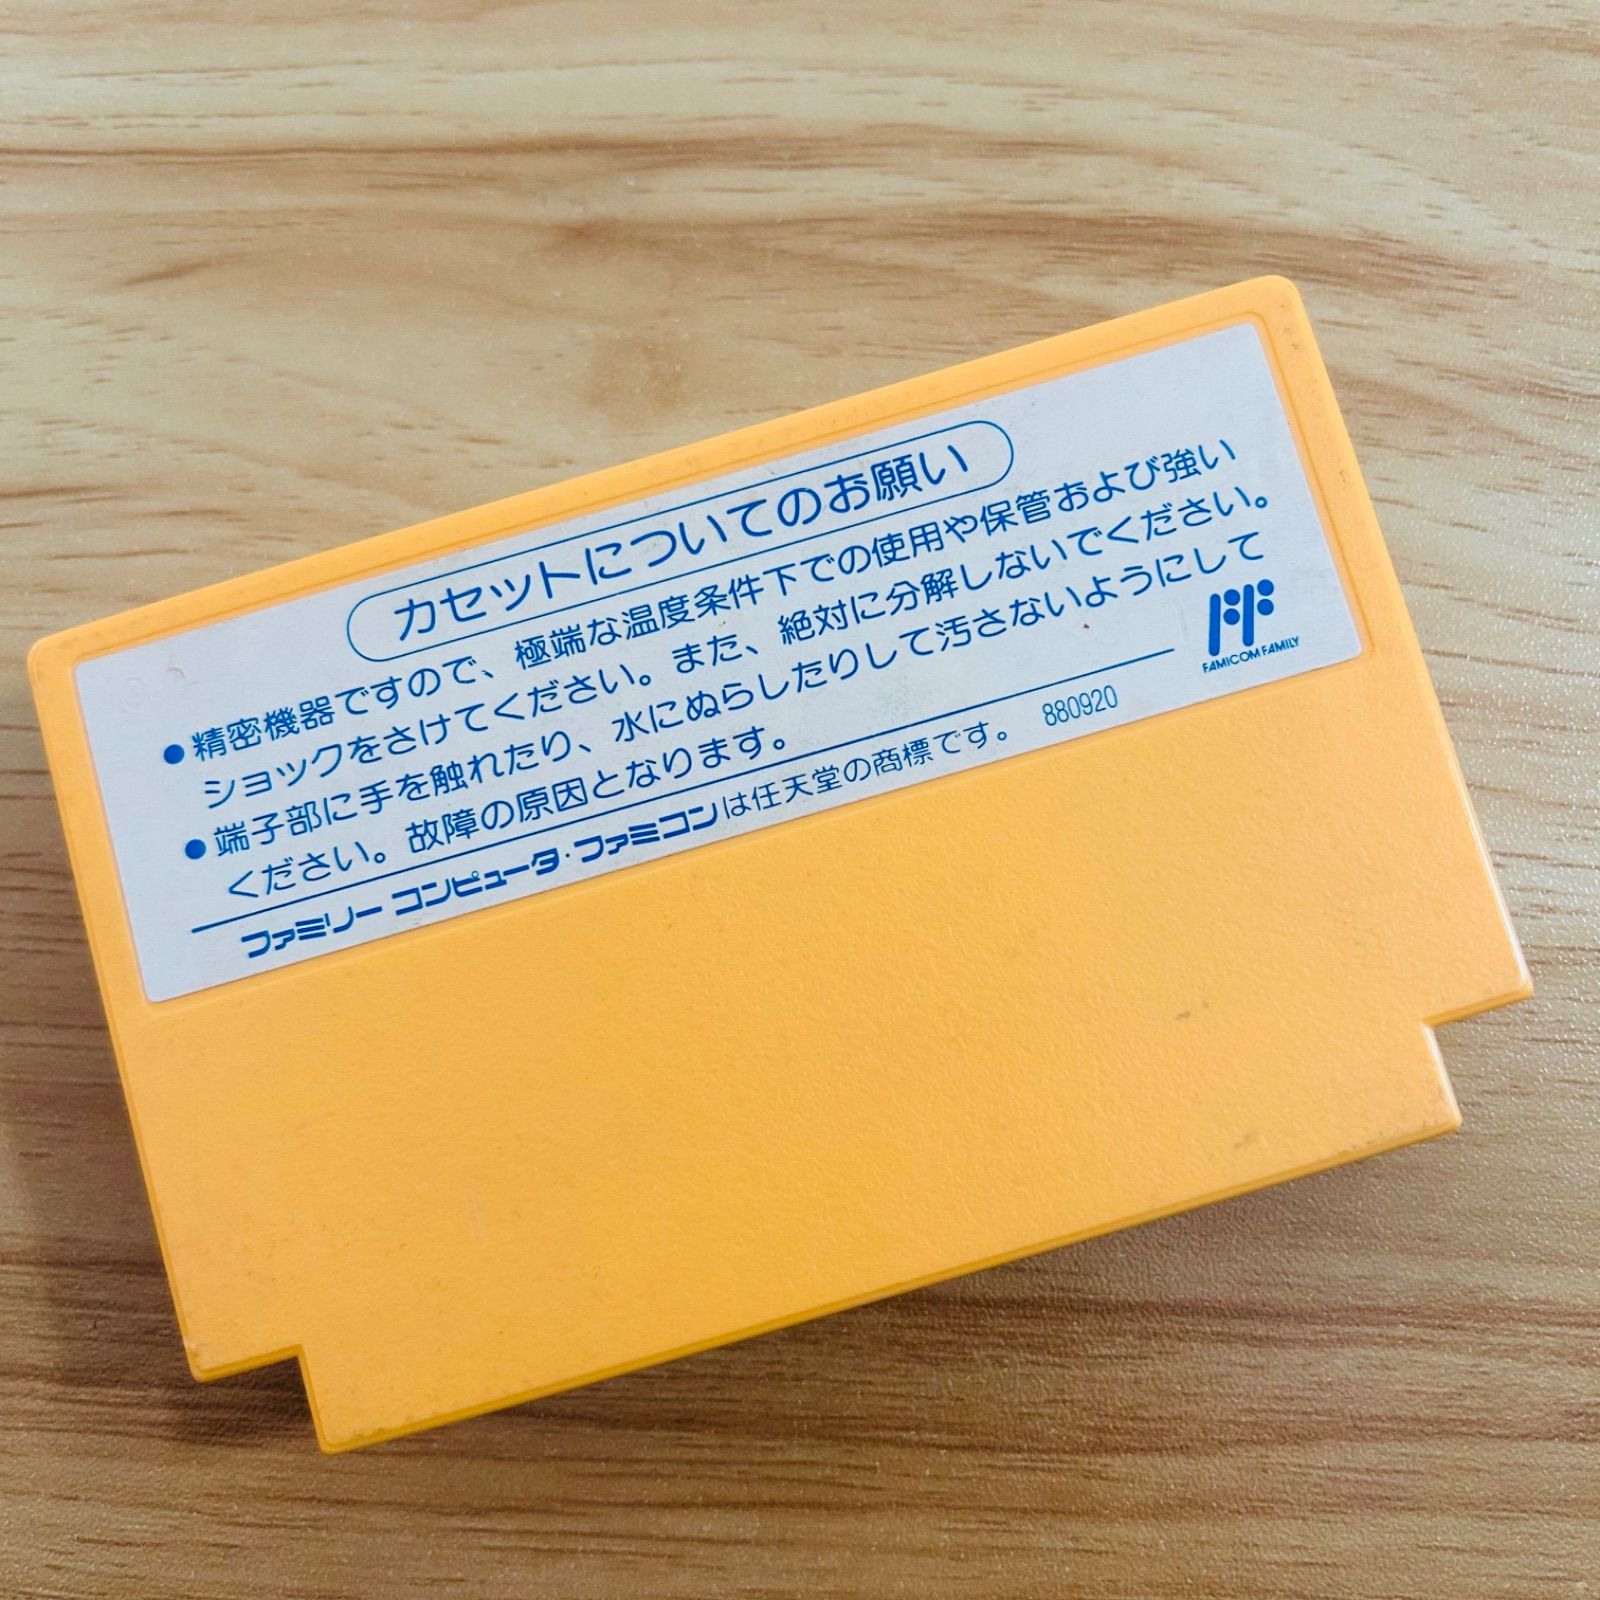 カセットについてのお願い
●精密機器ですので、極端な温度条件下での使用や保管および強い
ショックをさけてください。また、絶対に分解しないでください。
●端子部に手を触れたり、水にぬらしたりして汚さないようにして
ください。故障の原因となります。
FAMICOM FAMILY
ファミリー コンピュータ・ファミコンは任天堂の商標です。 880920